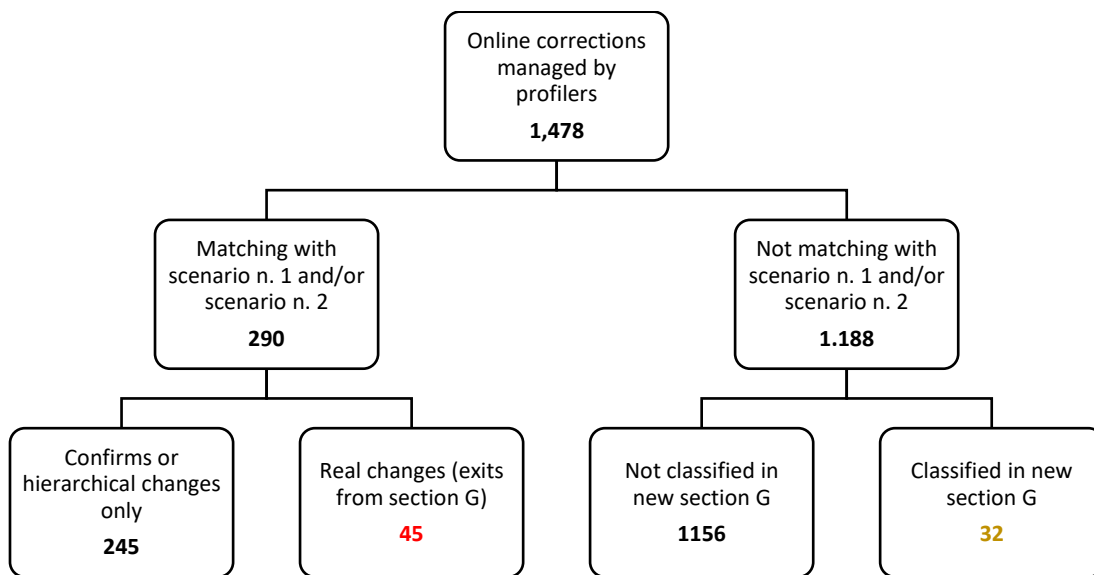 Online corrections
managed by
profilers
1,478
Matching with
scenario n. 1 and/or
scenario n. 2
290
Not matching with
scenario n. 1 and/or
scenario n. 2
1.188
Confirms or
hierarchical changes
only
245
Real changes (exits
from section G)
45
Not classified in
new section G
1156
Classified in new
section G
32